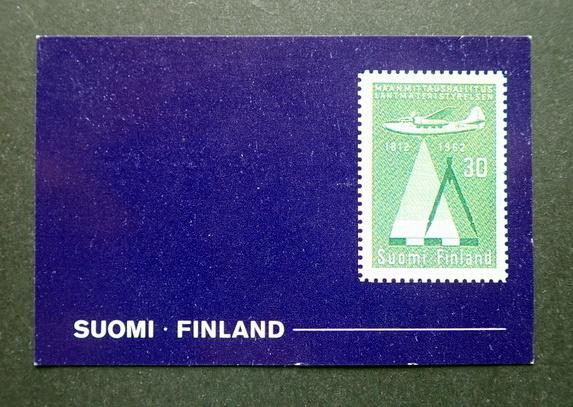 MAANMITTAUSHALLITUS
LANTMÄTERISTYRELSEN
1812 1962
30
Suomi Finland
SUOMI · FINLAND